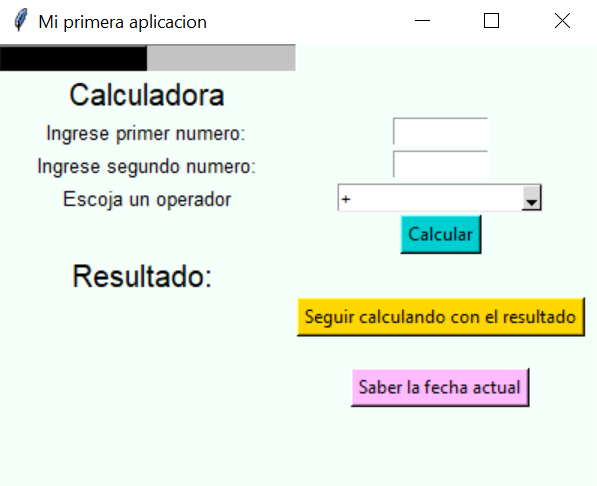 Mi primera aplicacion
Calculadora
Ingrese primer numero:
Ingrese segundo numero:
Escoja un operador
+
Calcular
Resultado:
Seguir calculando con el resultado
Saber la fecha actual